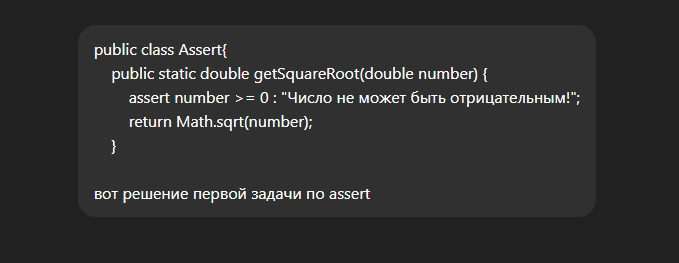 public class Assert{
public static double getSquareRoot(double number) {
assert number >= 0 : "Число не может быть отрицательным!";
return Math.sqrt(number);
}
вот решение первой задачи по assert